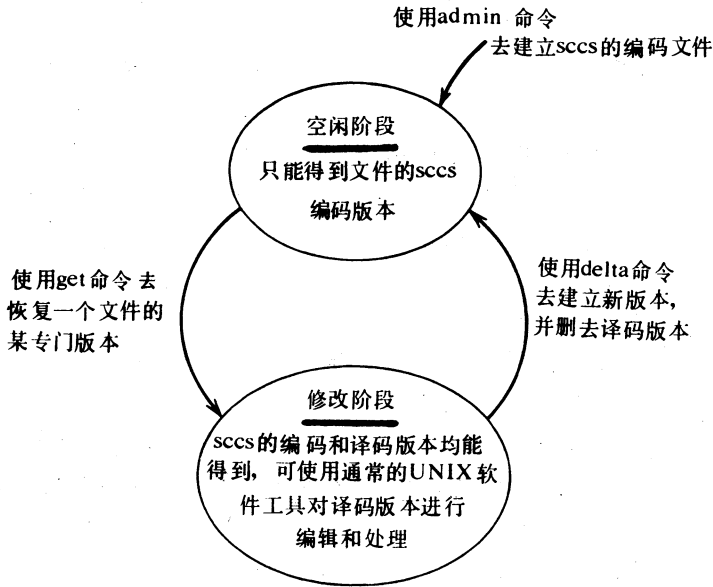 使用admin 命令
去建立sccs的编码文件
空闲阶段
只能得到文件的sccs
编码版本
使用get命令去
恢复一个文件的
某专门版本
使用delta命令
去建立新版本，
并删去译码版本
修改阶段
sccs的编码和译码版本均能
得到，可使用通常的UNIX软
件工具对译码版本进行
编辑和处理